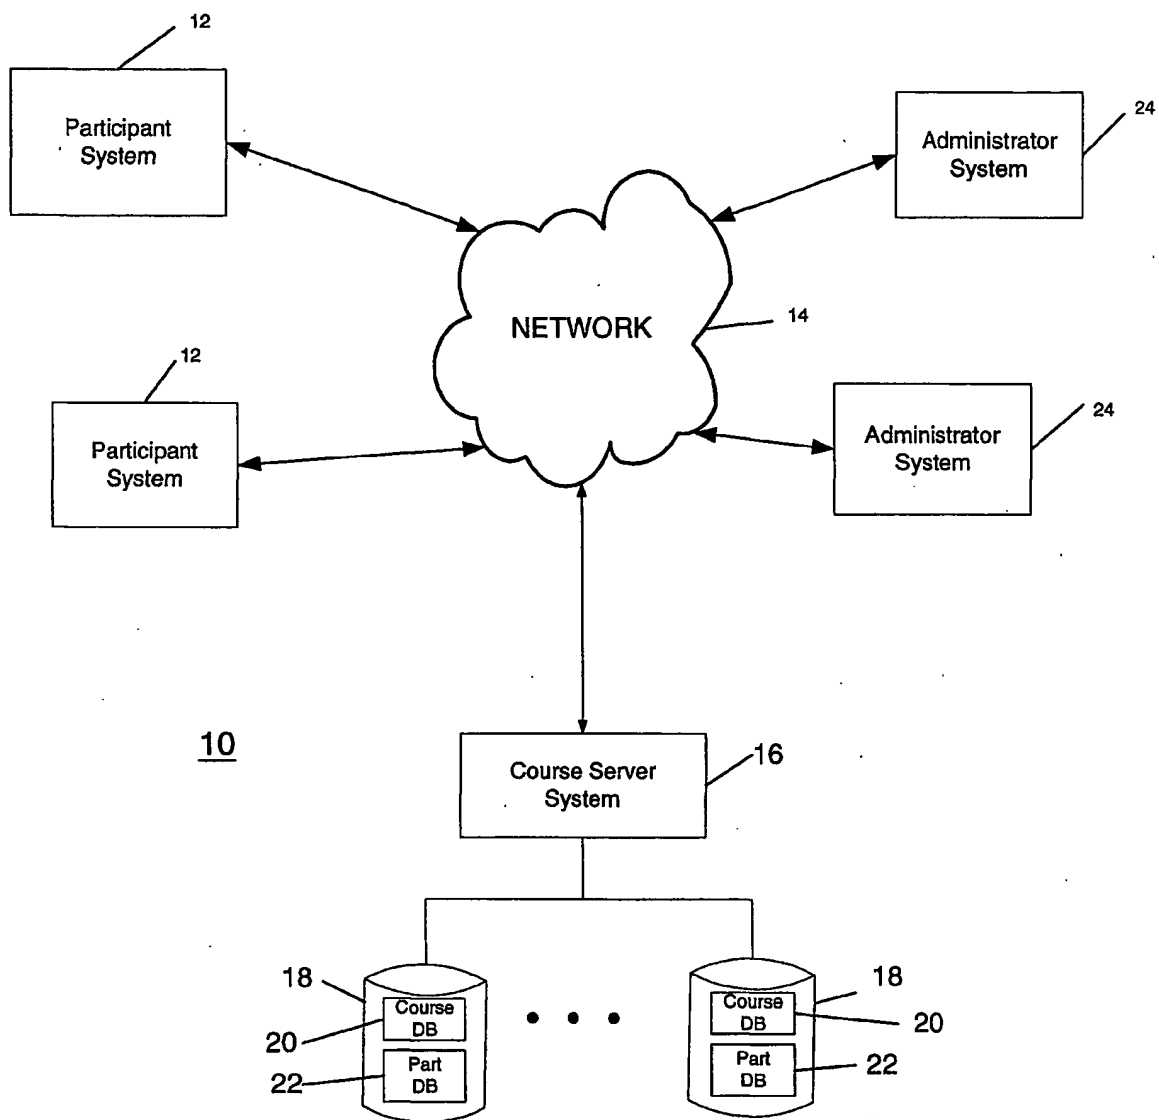 12
Participant
System
24
Administrator
System
NETWORK
14
12
Participant
System
24
Administrator
System
10
16
Course Server
System
18
Course
DB
20
Part
DB
22
18
Course
DB
20
Part
DB
22